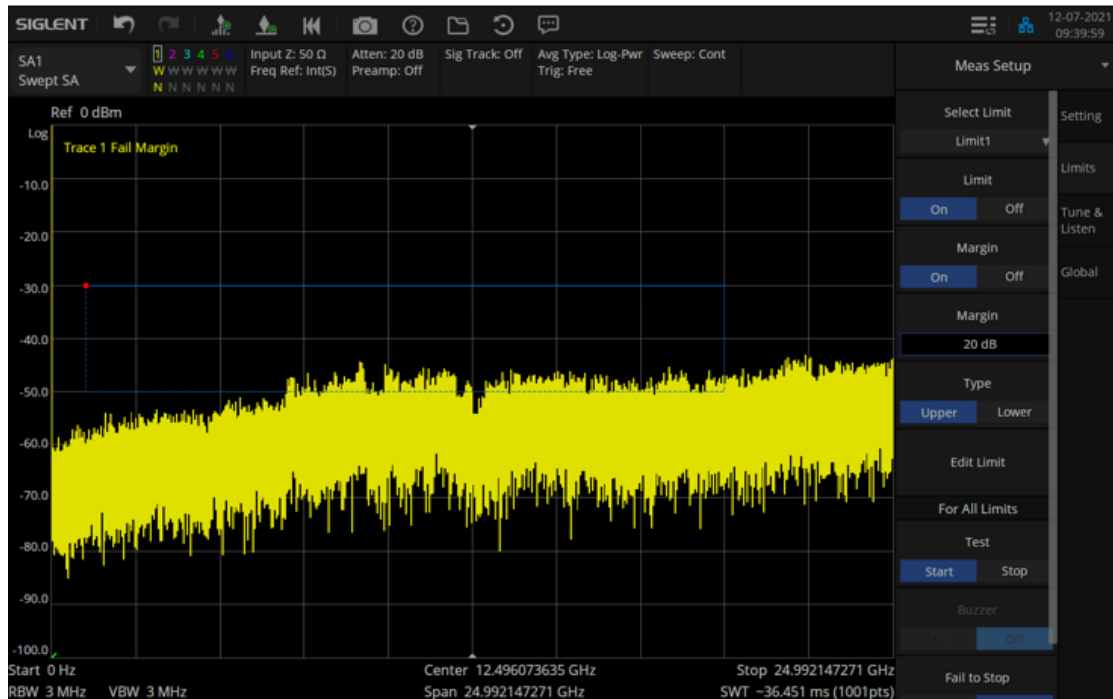 SIGLENT
12-07-2021
09:39:59
SA1
Swept SA
1 2 3 4 5 6
W W W W W W
N N N N N N
Input Z: 50 Ω
Freq Ref: Int(S)
Atten: 20 dB
Preamp: Off
Sig Track: Off
Avg Type: Log-Pwr
Trig: Free
Sweep: Cont
Meas Setup
Ref 0 dBm
Log
Trace 1 Fail Margin
-10.0
-20.0
-30.0
-40.0
-50.0
-60.0
-70.0
-80.0
-90.0
-100.0
Start 0 Hz
Center 12.496073635 GHz
Stop 24.992147271 GHz
RBW 3 MHz
VBW 3 MHz
Span 24.992147271 GHz
SWT ~36.451 ms (1001pts)
Select Limit
Limit1
Limit
On Off
Margin
On Off
Margin
20 dB
Type
Upper Lower
Edit Limit
For All Limits
Test
Start Stop
Buzzer
On Off
Fail to Stop
Setting
Limits
Tune &
Listen
Global